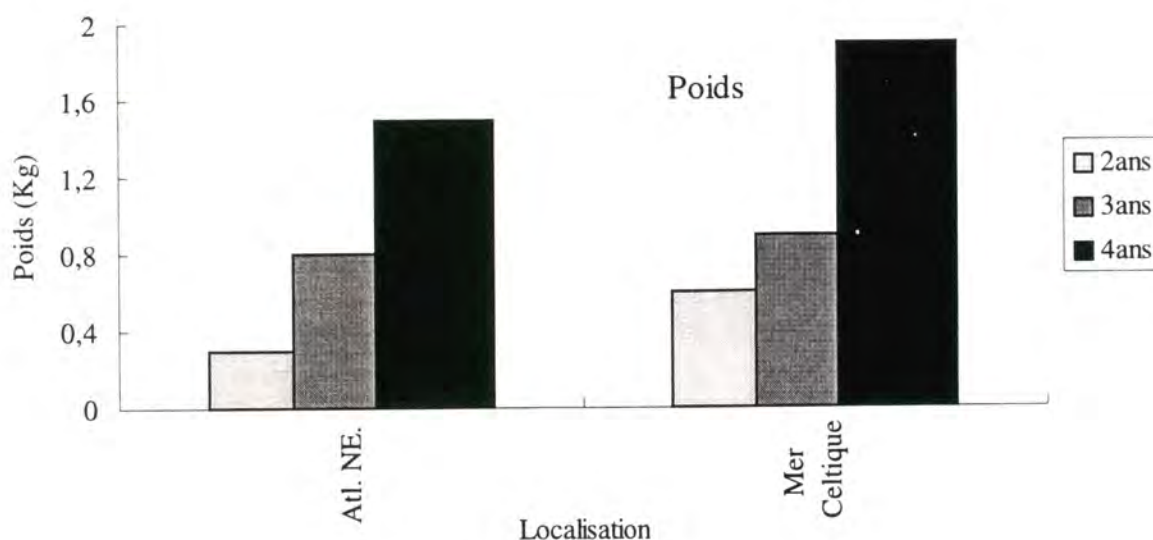 Poids
Poids (Kg)
2
1,6
1,2
0,8
0,4
0
Atl. NE.
Mer
Celtique
Localisation
2ans
3ans
4ans